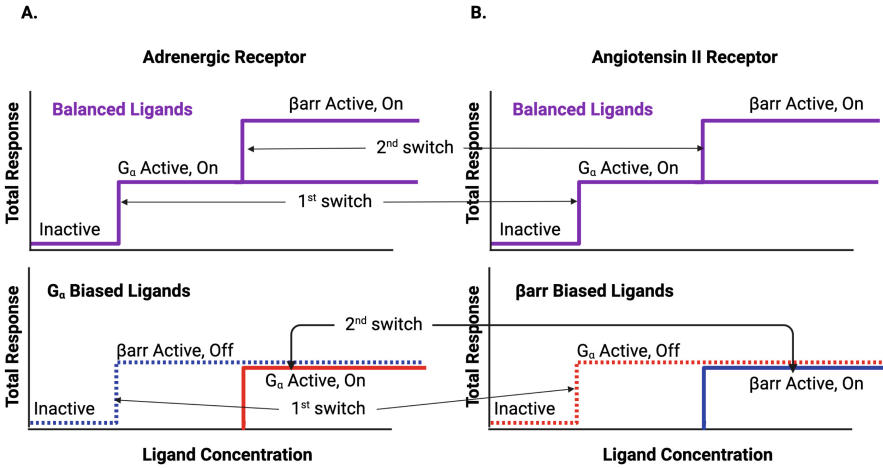 A.
B.
Adrenergic Receptor
Angiotensin II Receptor
Total Response
Balanced Ligands
βarr Active, On
2nd switch
Gα Active, On
1st switch
Inactive
Total Response
Balanced Ligands
βarr Active, On
Gα Active, On
Inactive
Total Response
Gα Biased Ligands
2nd switch
βarr Active, Off
Gα Active, On
Inactive
1st switch
Ligand Concentration
Total Response
βarr Biased Ligands
Gα Active, Off
βarr Active, On
Inactive
Ligand Concentration